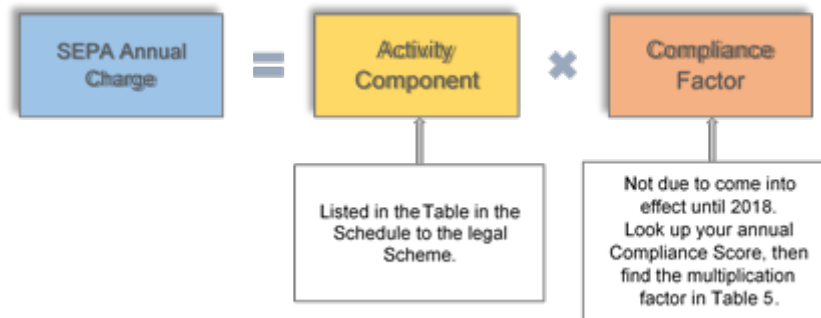 SEPA Annual
Charge
=
Activity
Component
×
Compliance
Factor
Listed in the Table in the
Schedule to the legal
Scheme.
Not due to come into
effect until 2018.
Look up your annual
Compliance Score, then
find the multiplication
factor in Table 5.